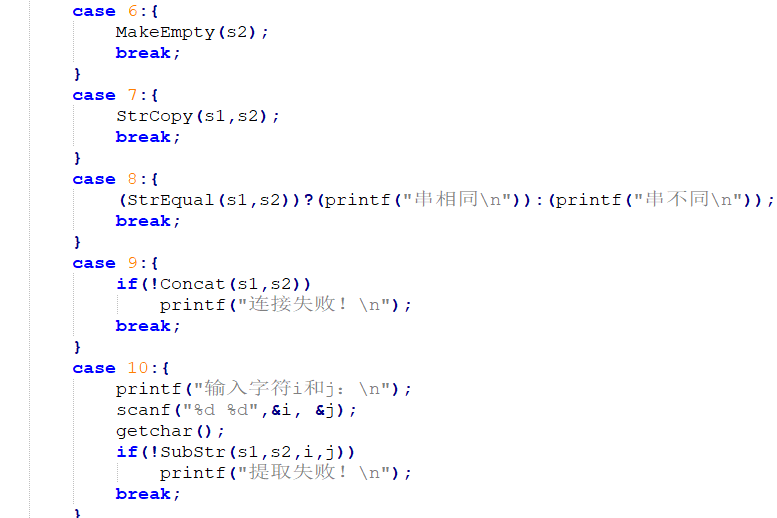 case 6:{
MakeEmpty(s2);
break;
}
case 7:{
StrCopy(s1,s2);
break;
}
case 8:{
(StrEqual(s1,s2))?(printf("串相同\n")):(printf("串不同\n"));
break;
}
case 9:{
if(!Concat(s1,s2))
printf("连接失败！\n");
break;
}
case 10:{
printf("输入字符i和j：\n");
scanf("%d %d",&i, &j);
getchar();
if(!SubStr(s1,s2,i,j))
printf("提取失败！\n");
break;
}